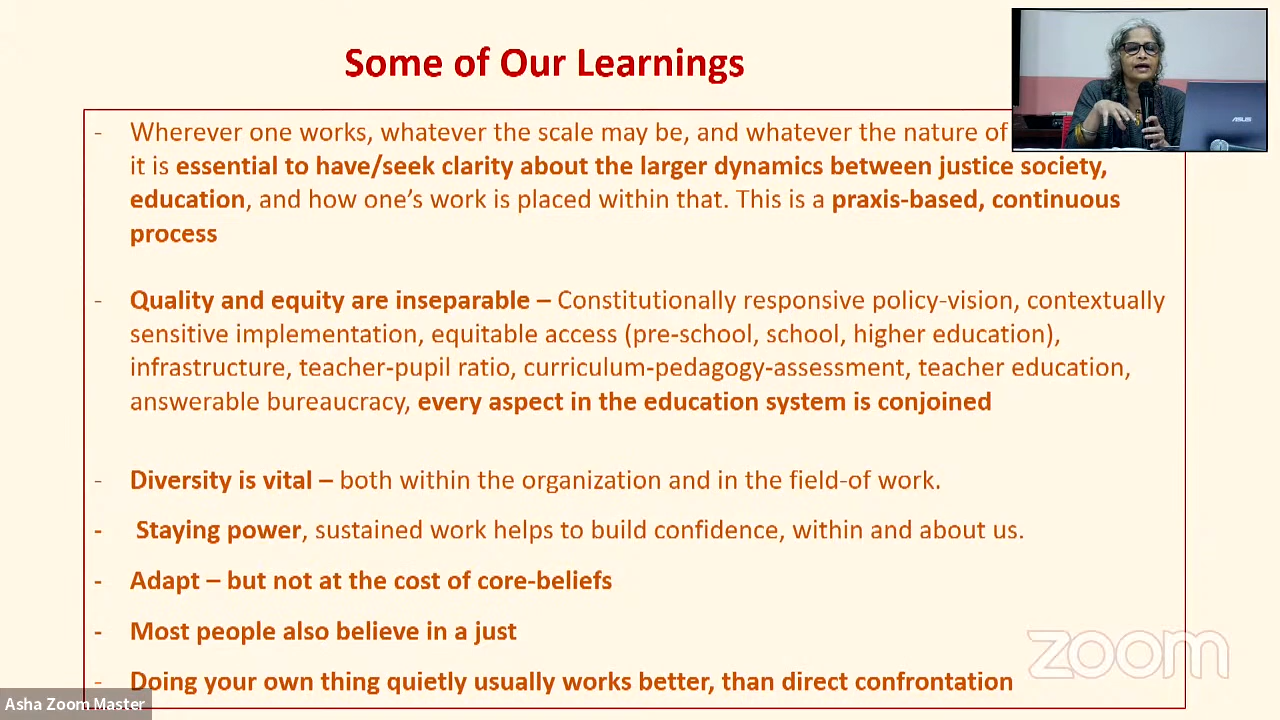 Some of Our Learnings
- Wherever one works, whatever the scale may be, and whatever the nature of
it is essential to have/seek clarity about the larger dynamics between justice society,
education, and how one’s work is placed within that. This is a praxis-based, continuous
process
- Quality and equity are inseparable – Constitutionally responsive policy-vision, contextually
sensitive implementation, equitable access (pre-school, school, higher education),
infrastructure, teacher-pupil ratio, curriculum-pedagogy-assessment, teacher education,
answerable bureaucracy, every aspect in the education system is conjoined
- Diversity is vital – both within the organization and in the field-of work.
- Staying power, sustained work helps to build confidence, within and about us.
- Adapt – but not at the cost of core-beliefs
- Most people also believe in a just
- Doing your own thing quietly usually works better, than direct confrontation
ASUS
zoom
Asha Zoom Master